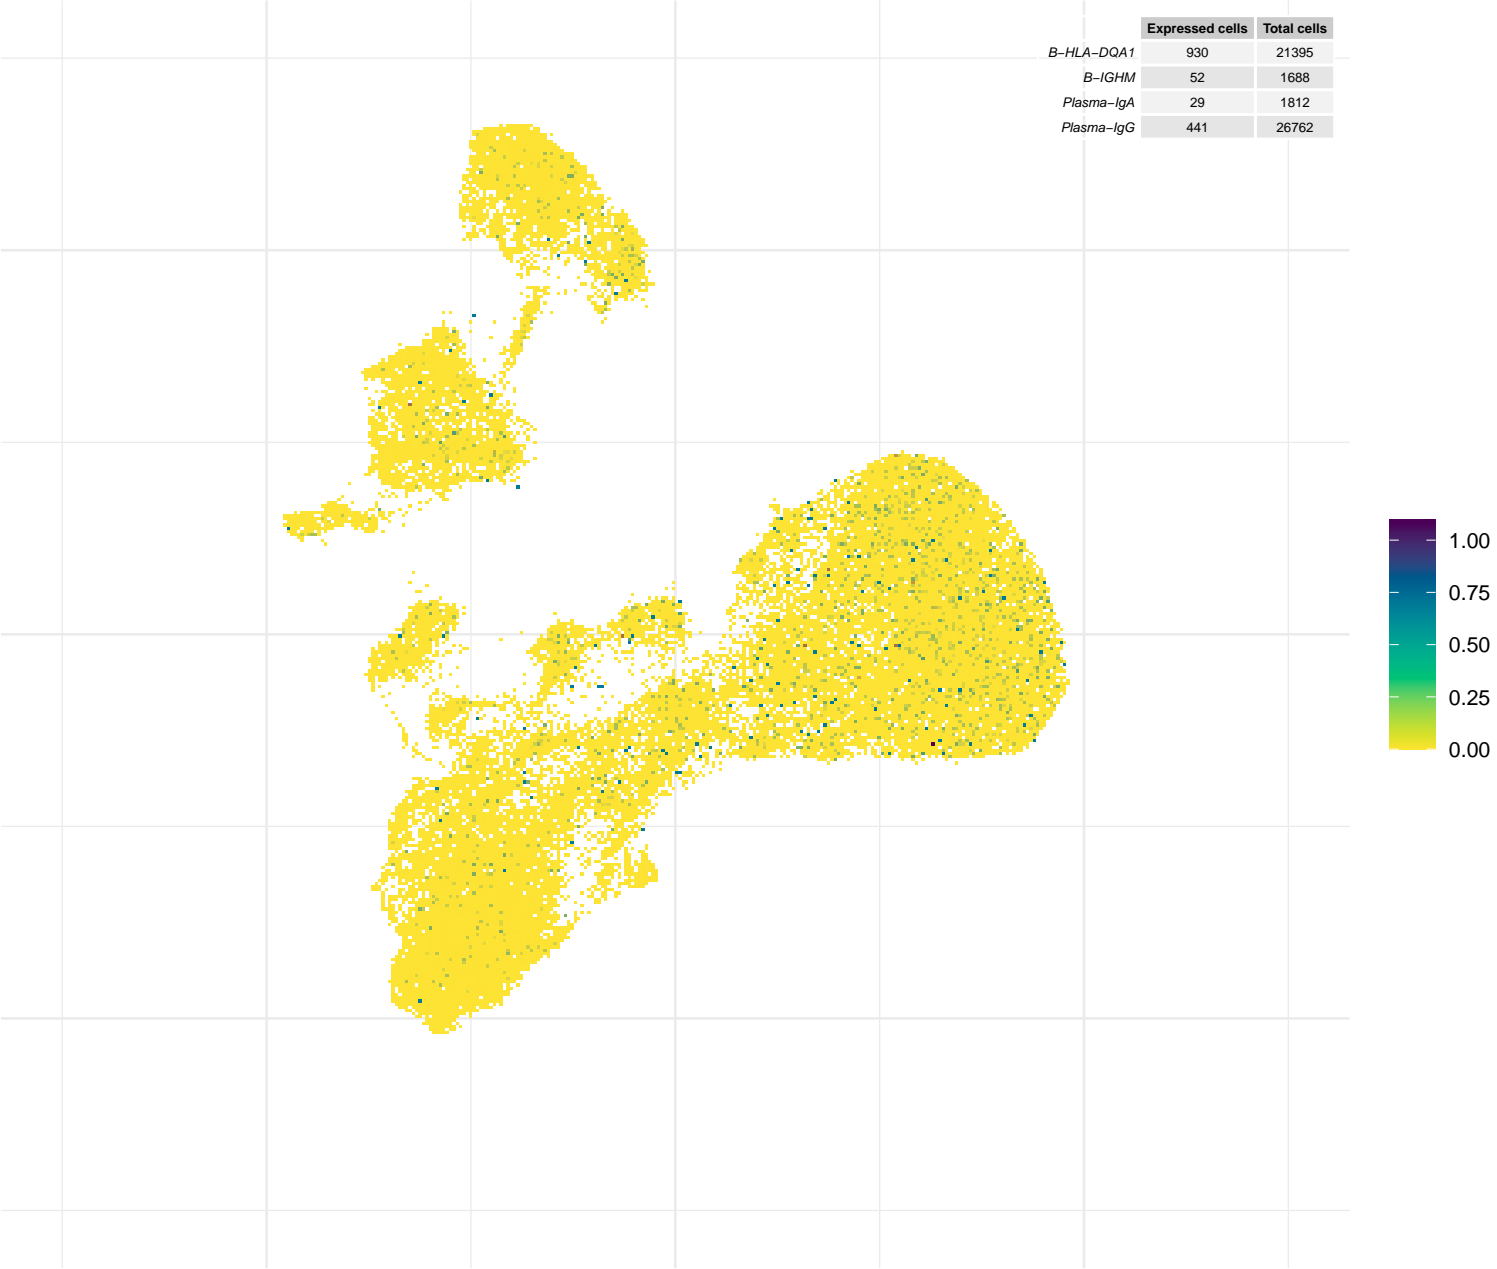 Expressed cells Total cells
B−HLA−DQA1 930 21395
B−IGHM 52 1688
Plasma−IgA 29 1812
Plasma−IgG 441 26762
1.00
0.75
0.50
0.25
0.00